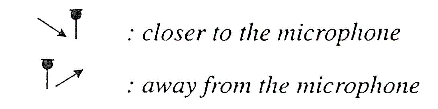 : closer to the microphone
: away from the microphone